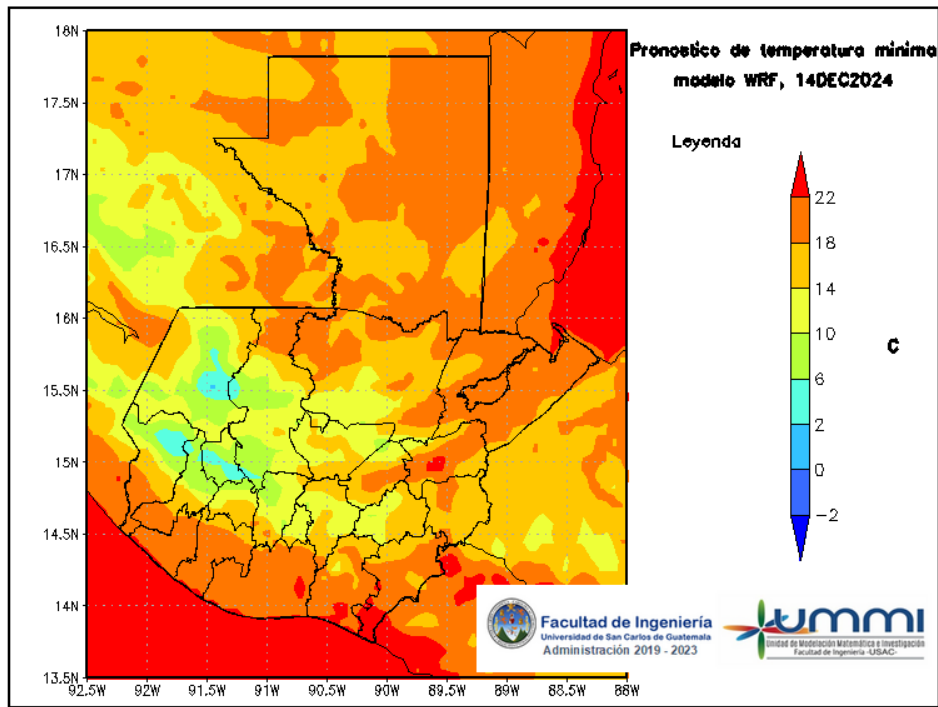 Pronostico de temperatura minima
modelo WRF, 14DEC2024
Leyenda
22
18
14
10
6
2
0
−2
C
18N
17.5N
17N
16.5N
16N
15.5N
15N
14.5N
14N
13.5N
92.5W 92W 91.5W 91W 90.5W 90W 89.5W 89W 88.5W 88W
Facultad de Ingeniería
Universidad de San Carlos de Guatemala
Administración 2019 - 2023
UMMI
Unidad de Modelación Matemática e Investigación
Facultad de Ingeniería -USAC-